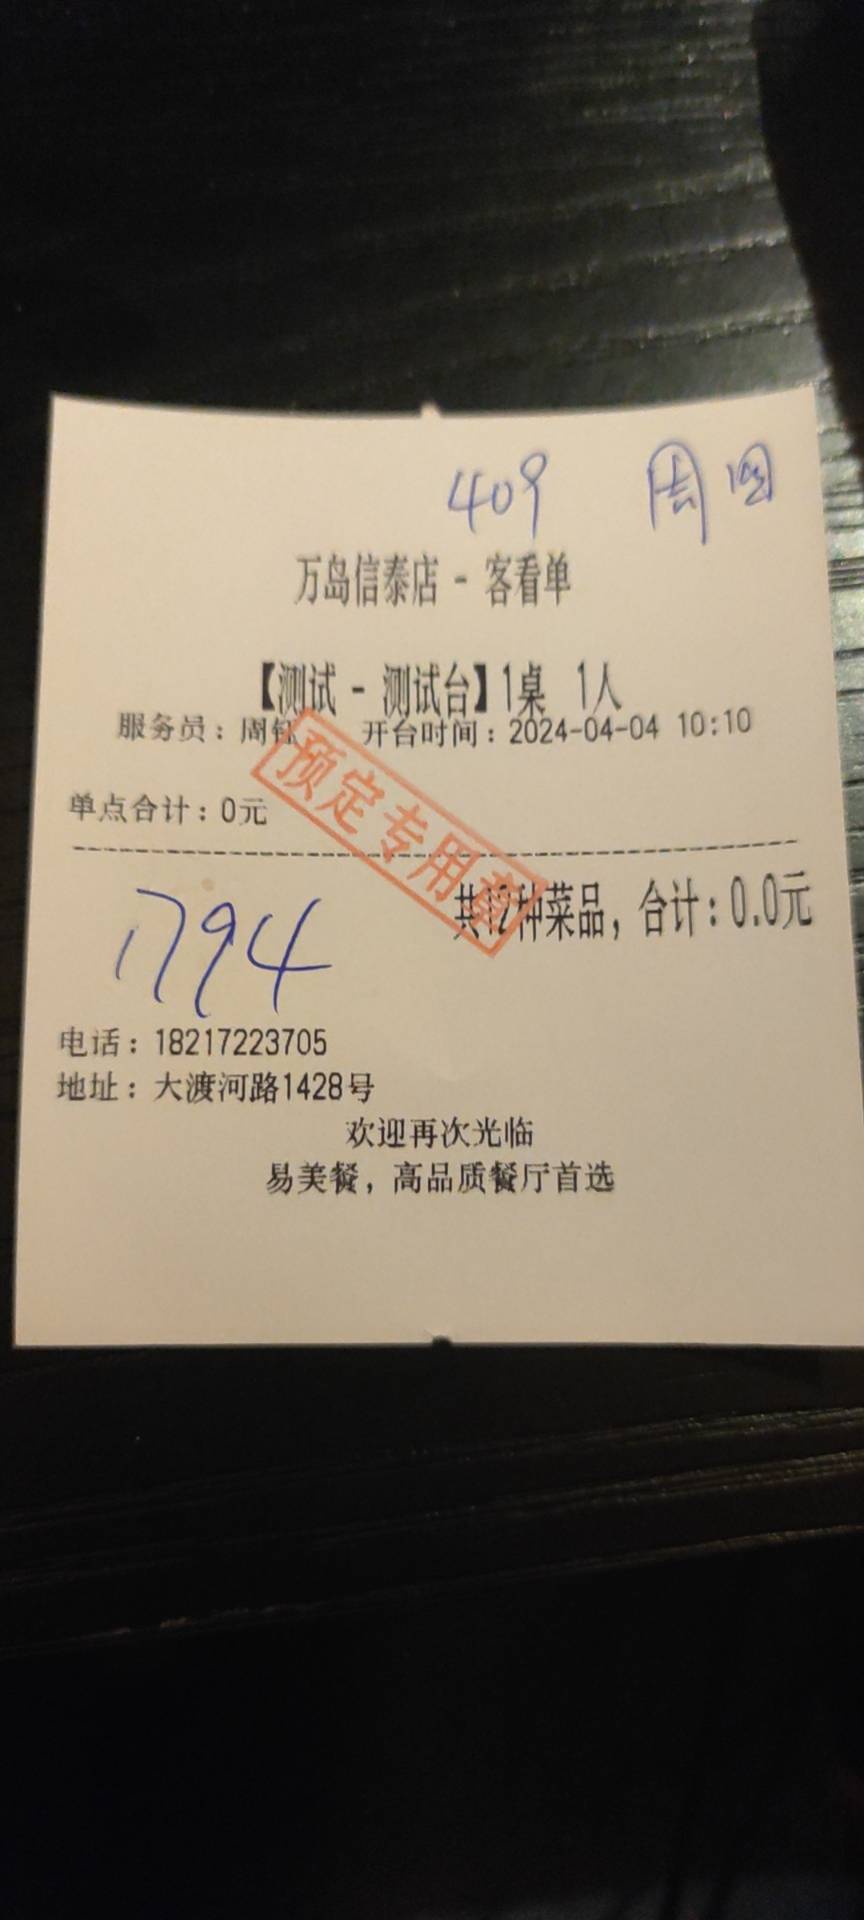 409 周四
万岛信泰店 - 客看单
【测试 - 测试台】1桌 1人
服务员：周钰 开台时间：2024-04-04 10:10
预定专用章
单点合计：0元
共12种菜品，合计：0.0元
1794
电话：18217223705
地址：大渡河路1428号
欢迎再次光临
易美餐，高品质餐厅首选